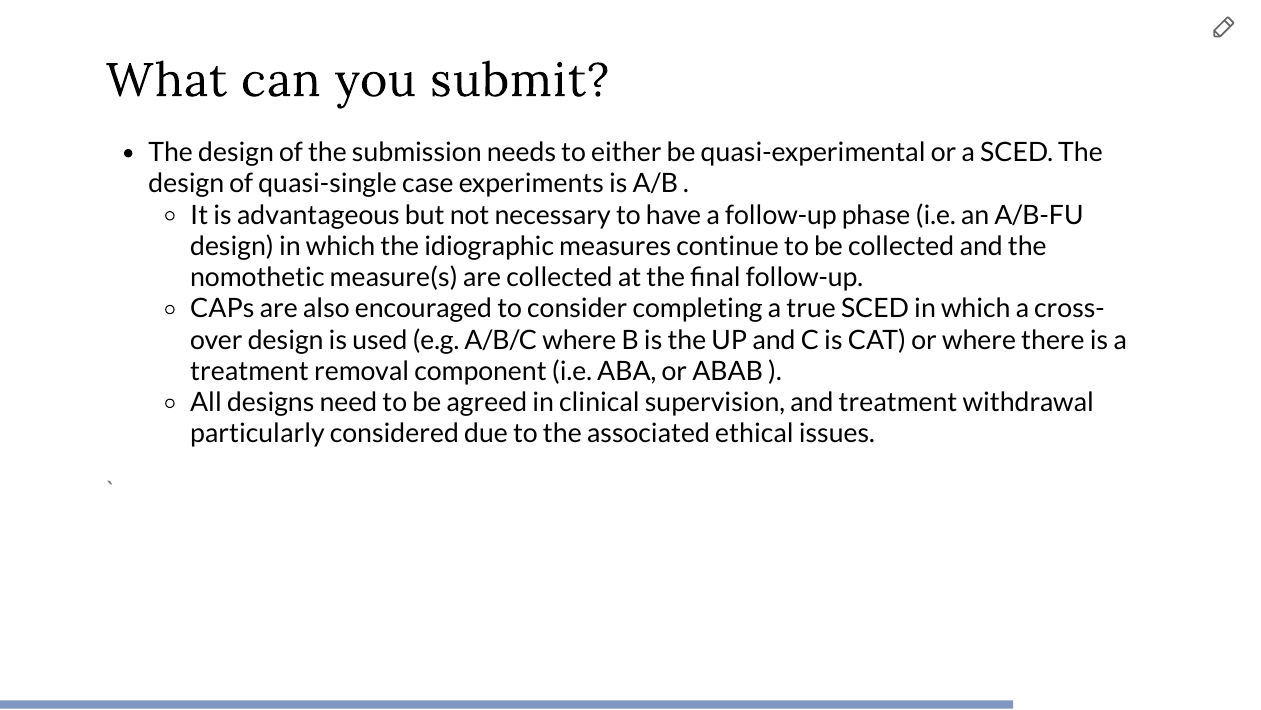 What can you submit?
• The design of the submission needs to either be quasi-experimental or a SCED. The
design of quasi-single case experiments is A/B .
○ It is advantageous but not necessary to have a follow-up phase (i.e. an A/B-FU
design) in which the idiographic measures continue to be collected and the
nomothetic measure(s) are collected at the final follow-up.
○ CAPs are also encouraged to consider completing a true SCED in which a cross-
over design is used (e.g. A/B/C where B is the UP and C is CAT) or where there is a
treatment removal component (i.e. ABA, or ABAB ).
○ All designs need to be agreed in clinical supervision, and treatment withdrawal
particularly considered due to the associated ethical issues.
`